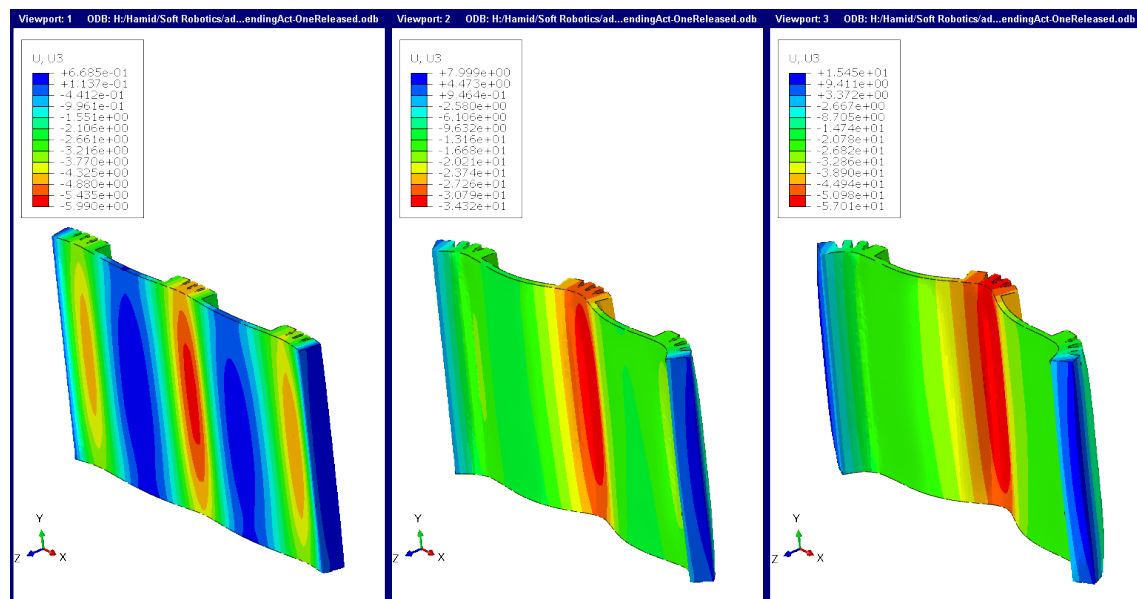 Viewport: 1 ODB: H:/Hamid/Soft Robotics/ad...endingAct-OneReleased.odb
U, U3
+6.685e-01
+1.137e-01
-4.412e-01
-9.961e-01
-1.551e+00
-2.106e+00
-2.661e+00
-3.216e+00
-3.770e+00
-4.325e+00
-4.880e+00
-5.435e+00
-5.990e+00
Y
Z
X
Viewport: 2 ODB: H:/Hamid/Soft Robotics/ad...endingAct-OneReleased.odb
U, U3
+7.999e+00
+4.473e+00
+9.464e-01
-2.580e+00
-6.106e+00
-9.632e+00
-1.316e+01
-1.668e+01
-2.021e+01
-2.374e+01
-2.726e+01
-3.079e+01
-3.432e+01
Y
Z
X
Viewport: 3 ODB: H:/Hamid/Soft Robotics/ad...endingAct-OneReleased.odb
U, U3
+1.545e+01
+9.411e+00
+3.372e+00
-2.667e+00
-8.705e+00
-1.474e+01
-2.078e+01
-2.682e+01
-3.286e+01
-3.890e+01
-4.494e+01
-5.098e+01
-5.701e+01
Y
Z
X